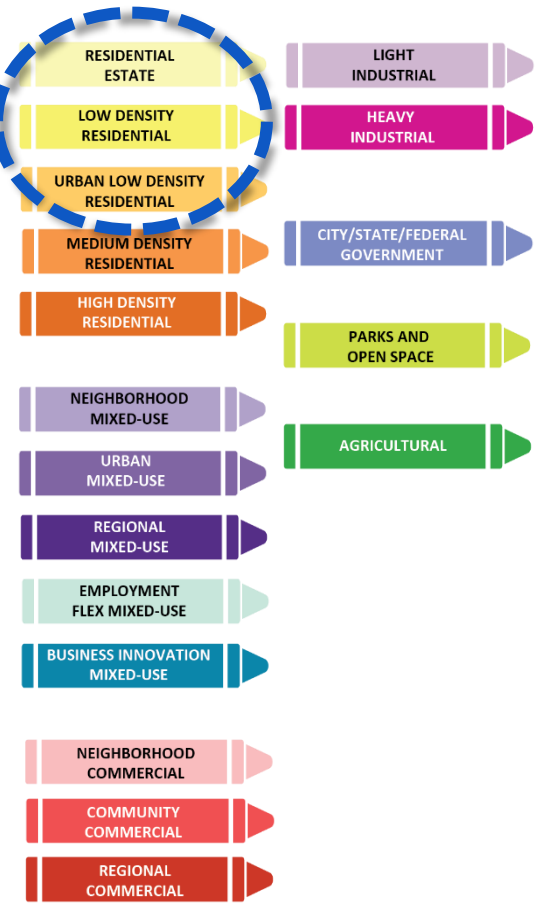 RESIDENTIAL
ESTATE
LOW DENSITY
RESIDENTIAL
URBAN LOW DENSITY
RESIDENTIAL
MEDIUM DENSITY
RESIDENTIAL
HIGH DENSITY
RESIDENTIAL
NEIGHBORHOOD
MIXED-USE
URBAN
MIXED-USE
REGIONAL
MIXED-USE
EMPLOYMENT
FLEX MIXED-USE
BUSINESS INNOVATION
MIXED-USE
NEIGHBORHOOD
COMMERCIAL
COMMUNITY
COMMERCIAL
REGIONAL
COMMERCIAL
LIGHT
INDUSTRIAL
HEAVY
INDUSTRIAL
CITY/STATE/FEDERAL
GOVERNMENT
PARKS AND
OPEN SPACE
AGRICULTURAL